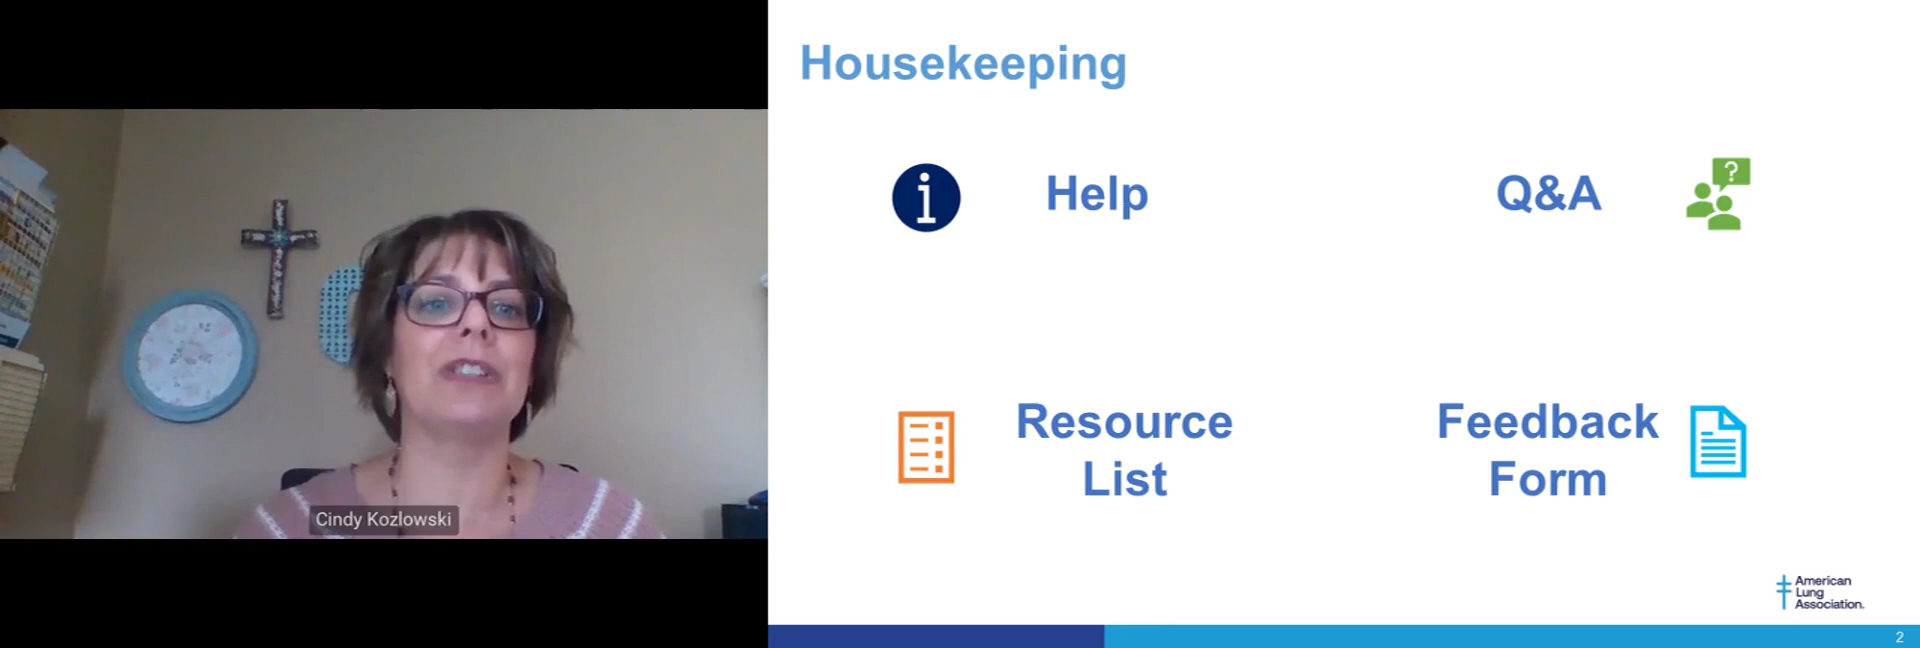 Cindy Kozlowski
Housekeeping
i
Help
Q&A
?
Resource
List
Feedback
Form
American
Lung
Association.
2